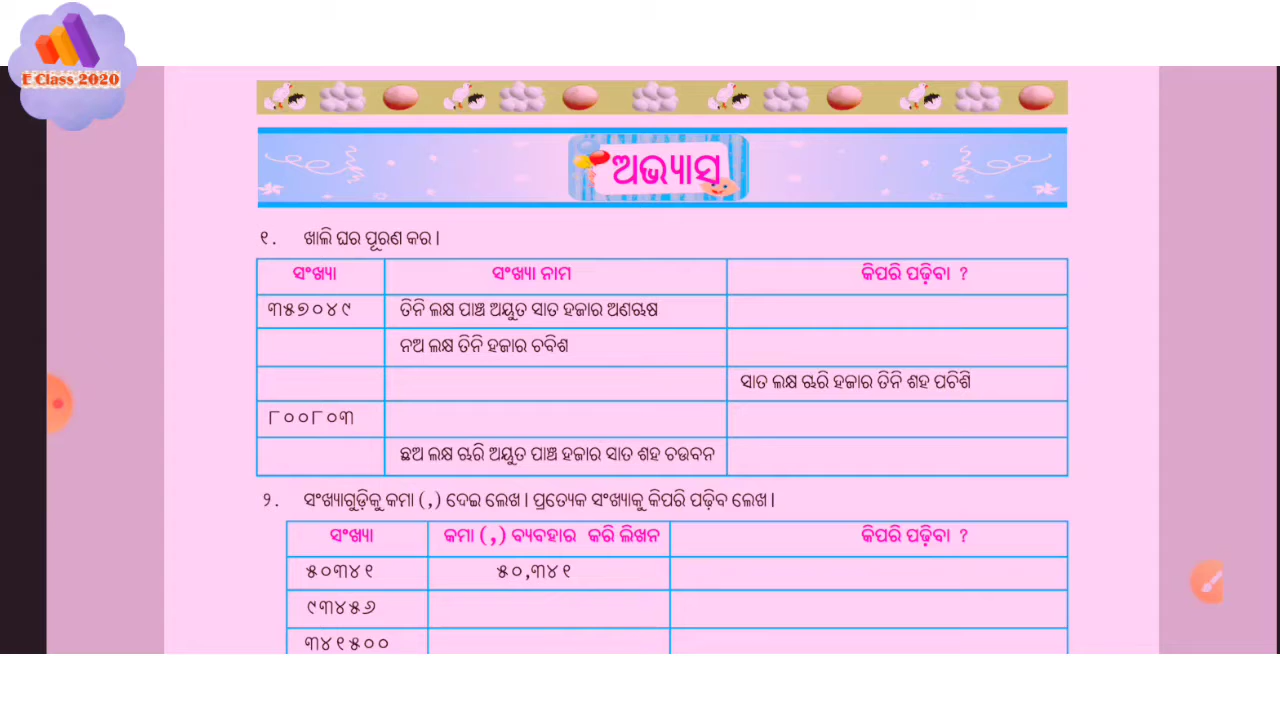 E Class 2020
ଅଭ୍ୟାସ
୧. ଖାଲି ଘର ପୂରଣ କର ।
ସଂଖ୍ୟା ସଂଖ୍ୟା ନାମ କିପରି ପଢ଼ିବା ?
୩୫୭୦୪୯ ତିନି ଲକ୍ଷ ପାଞ୍ଚ ଅୟୁତ ସାତ ହଜାର ଅଣଚାଷ
ନଅ ଲକ୍ଷ ତିନି ହଜାର ଚବିଶ
ସାତ ଲକ୍ଷ ଚାରି ହଜାର ତିନି ଶହ ପଚିଶି
୮୦୦୮୦୩
ଛଅ ଲକ୍ଷ ଚାରି ଅୟୁତ ପାଞ୍ଚ ହଜାର ସାତ ଶହ ଚଉବନ
୨. ସଂଖ୍ୟାଗୁଡ଼ିକୁ କମା (,) ଦେଇ ଲେଖ । ପ୍ରତ୍ୟେକ ସଂଖ୍ୟାକୁ କିପରି ପଢ଼ିବ ଲେଖ ।
ସଂଖ୍ୟା କମା (,) ବ୍ୟବହାର କରି ଲିଖନ କିପରି ପଢ଼ିବା ?
୫୦୩୪୧ ୫୦,୩୪୧
୯୩୪୫୬
୩୪୧୫୦୦